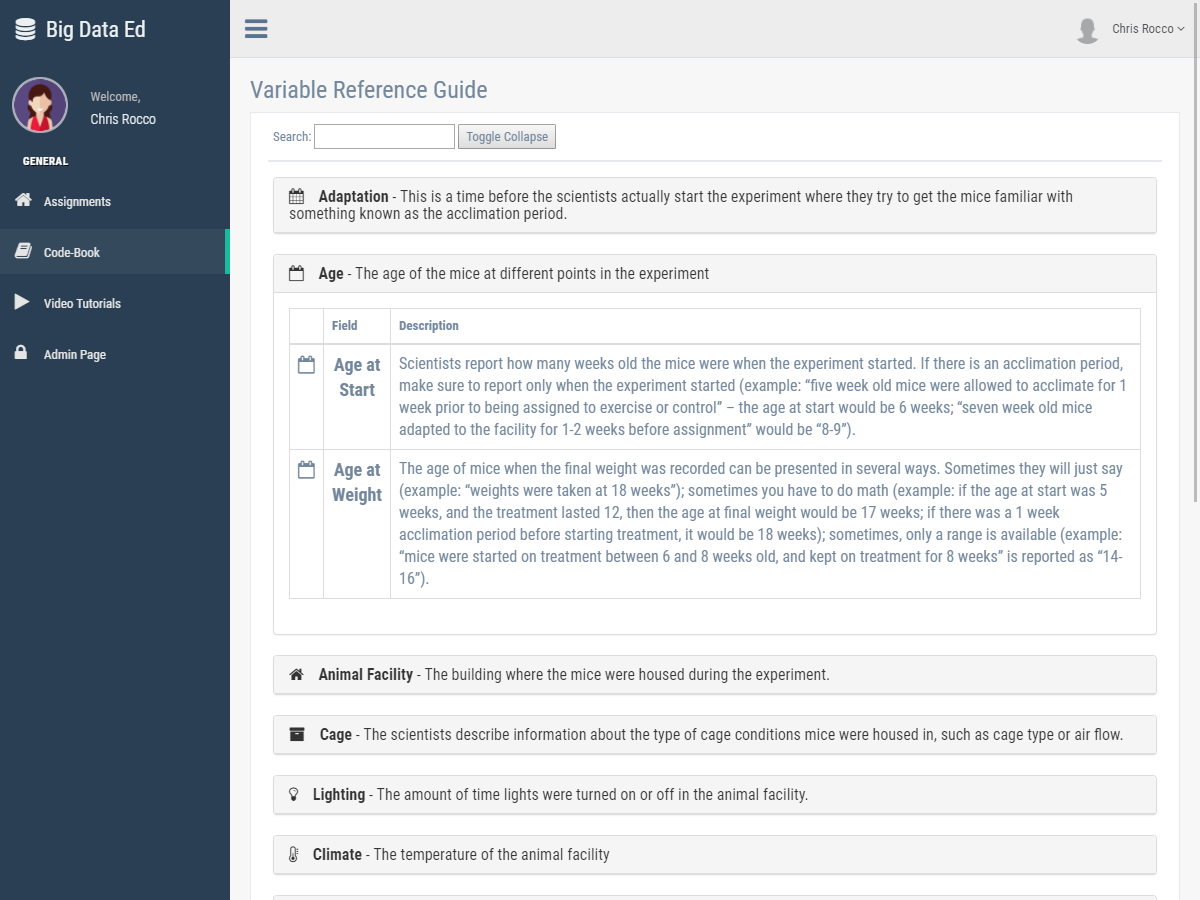 Big Data Ed
Chris Rocco
Welcome,
Chris Rocco
GENERAL
Assignments
Code-Book
Video Tutorials
Admin Page
Variable Reference Guide
Search:
Toggle Collapse
Adaptation - This is a time before the scientists actually start the experiment where they try to get the mice familiar with
something known as the acclimation period.
Age - The age of the mice at different points in the experiment
Field Description
Age at
Start
Scientists report how many weeks old the mice were when the experiment started. If there is an acclimation period,
make sure to report only when the experiment started (example: “five week old mice were allowed to acclimate for 1
week prior to being assigned to exercise or control” – the age at start would be 6 weeks; “seven week old mice
adapted to the facility for 1-2 weeks before assignment” would be “8-9”).
Age at
Weight
The age of mice when the final weight was recorded can be presented in several ways. Sometimes they will just say
(example: “weights were taken at 18 weeks”); sometimes you have to do math (example: if the age at start was 5
weeks, and the treatment lasted 12, then the age at final weight would be 17 weeks; if there was a 1 week
acclimation period before starting treatment, it would be 18 weeks); sometimes, only a range is available (example:
“mice were started on treatment between 6 and 8 weeks old, and kept on treatment for 8 weeks” is reported as “14-
16”).
Animal Facility - The building where the mice were housed during the experiment.
Cage - The scientists describe information about the type of cage conditions mice were housed in, such as cage type or air flow.
Lighting - The amount of time lights were turned on or off in the animal facility.
Climate - The temperature of the animal facility